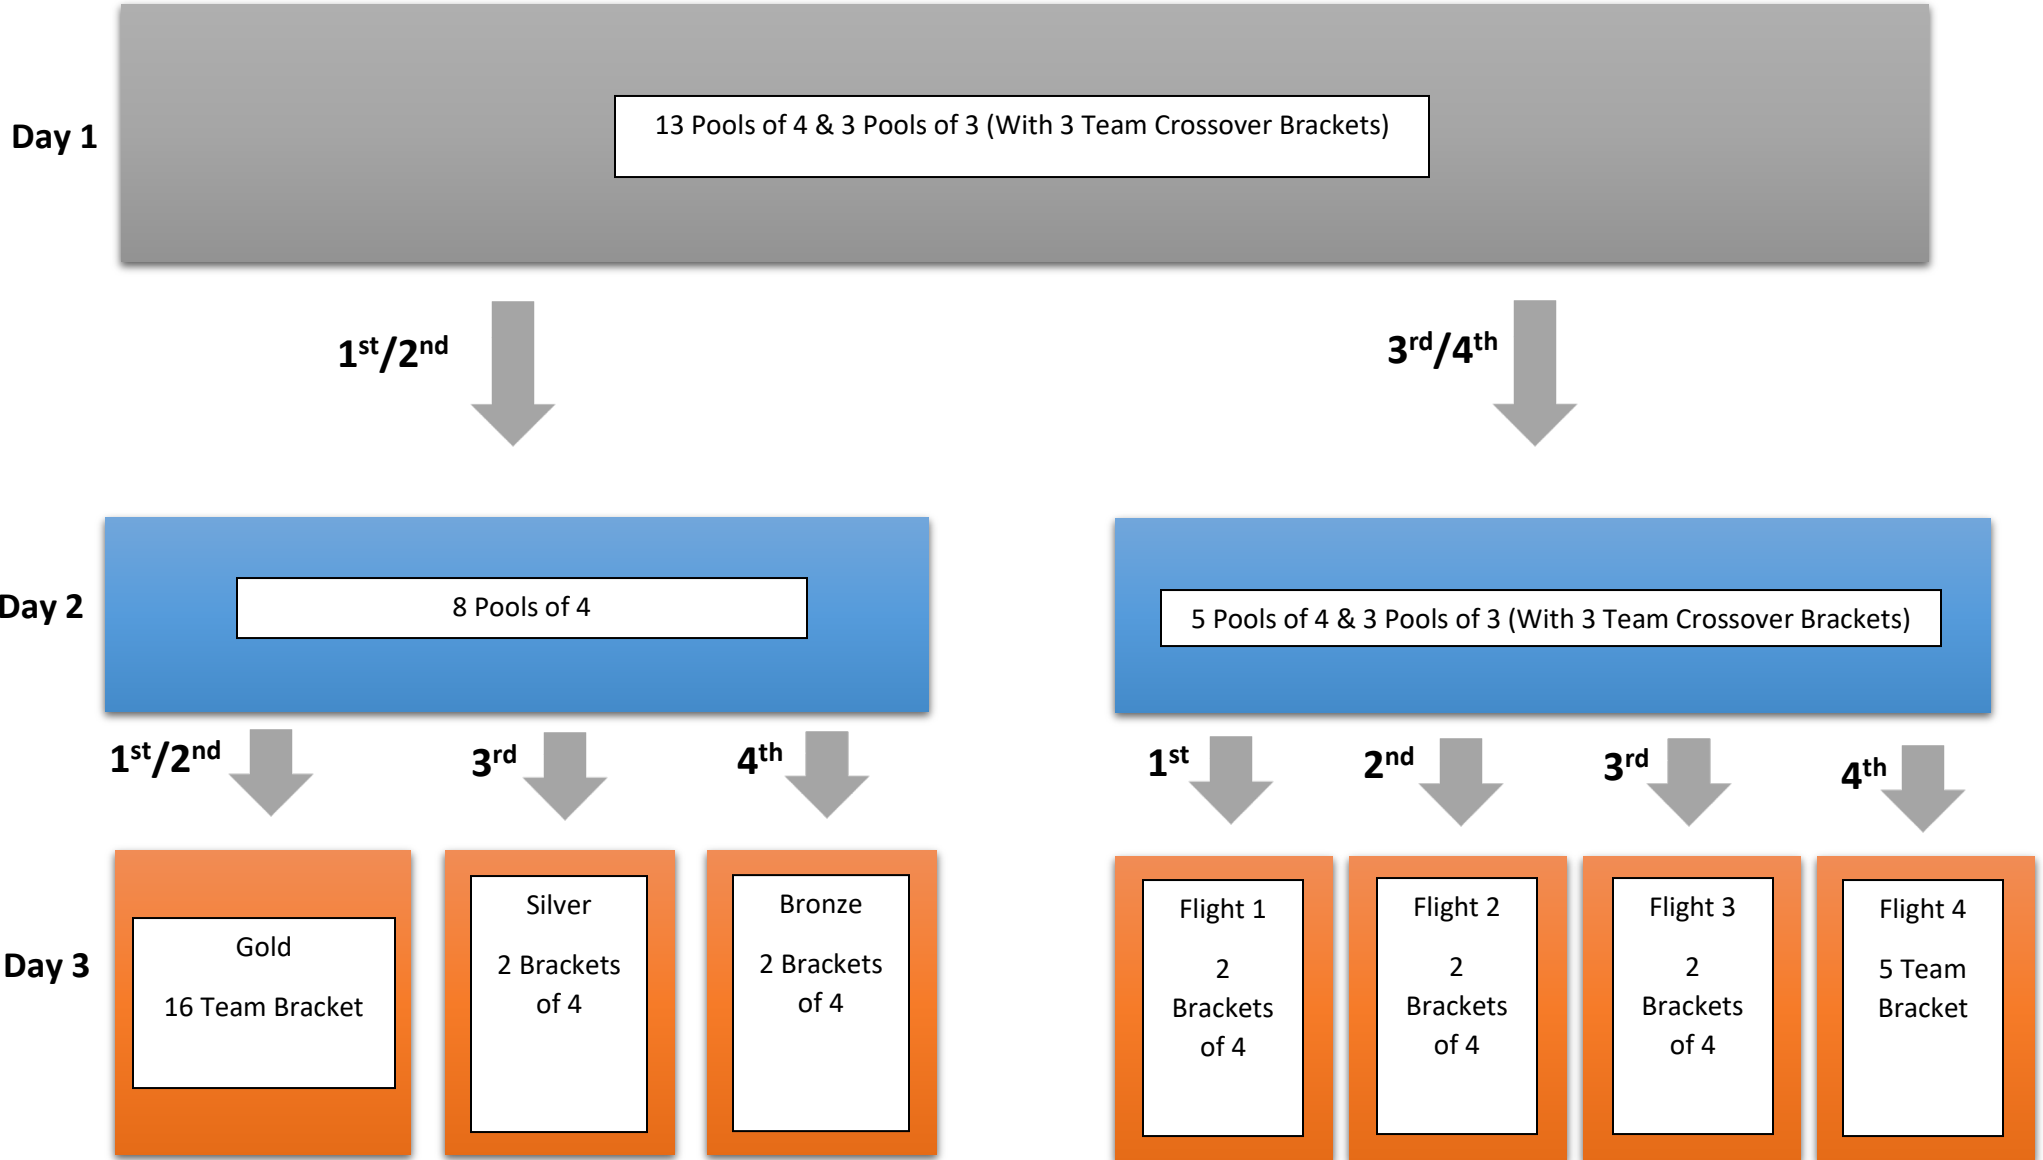 Day 1
13 Pools of 4 & 3 Pools of 3 (With 3 Team Crossover Brackets)
1st/2nd
3rd/4th
Day 2
8 Pools of 4
5 Pools of 4 & 3 Pools of 3 (With 3 Team Crossover Brackets)
1st/2nd
3rd
4th
1st
2nd
3rd
4th
Day 3
Gold
16 Team Bracket
Silver
2 Brackets
of 4
Bronze
2 Brackets
of 4
Flight 1
2
Brackets
of 4
Flight 2
2
Brackets
of 4
Flight 3
2
Brackets
of 4
Flight 4
5 Team
Bracket